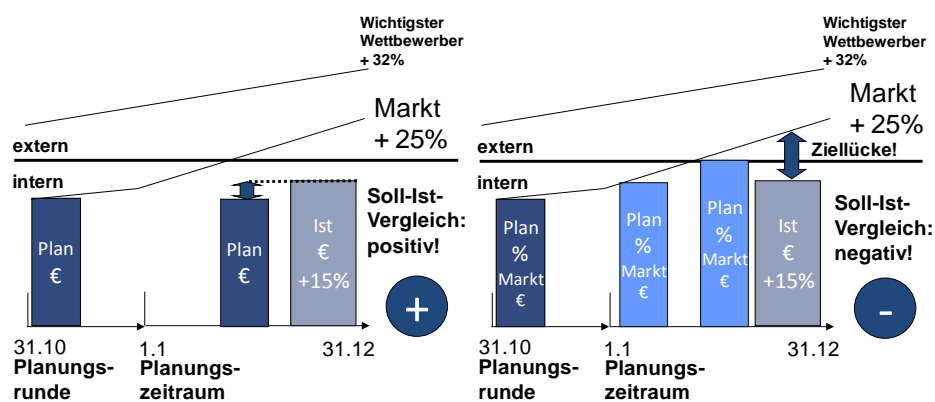 Wichtigster
Wettbewerber
+ 32%
Markt
+ 25%
extern
intern
Plan
€
Plan
€
Ist
€
+15%
Soll-Ist-
Vergleich:
positiv!
+
31.10
1.1
31.12
Planungs-
runde
Planungs-
zeitraum
Wichtigster
Wettbewerber
+ 32%
Markt
+ 25%
extern
Ziellücke!
intern
Plan
%
Markt
€
Plan
%
Markt
€
Plan
%
Markt
€
Ist
€
+15%
Soll-Ist-
Vergleich:
negativ!
-
31.10
1.1
31.12
Planungs-
runde
Planungs-
zeitraum